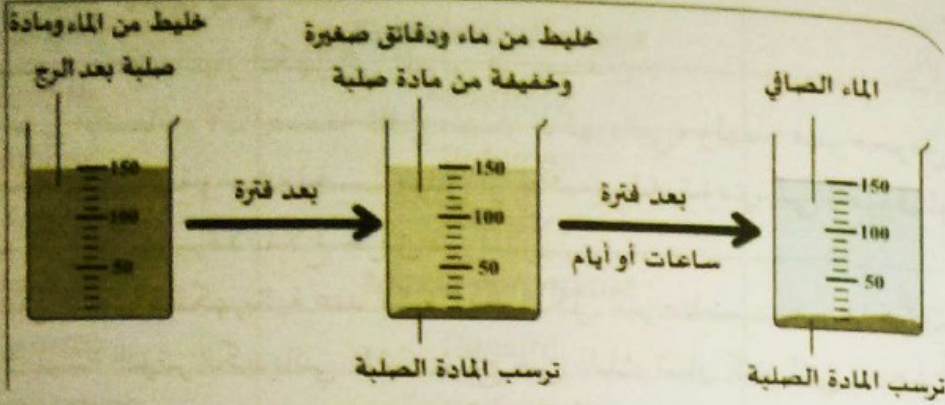 خليط من الماء ومادة
صلبة بعد الرج
خليط من ماء ودقائق صغيرة
وخفيفة من مادة صلبة
الماء الصافي
150
100
50
بعد فترة
150
100
50
بعد فترة
ساعات أو أيام
150
100
50
ترسب المادة الصلبة
ترسب المادة الصلبة